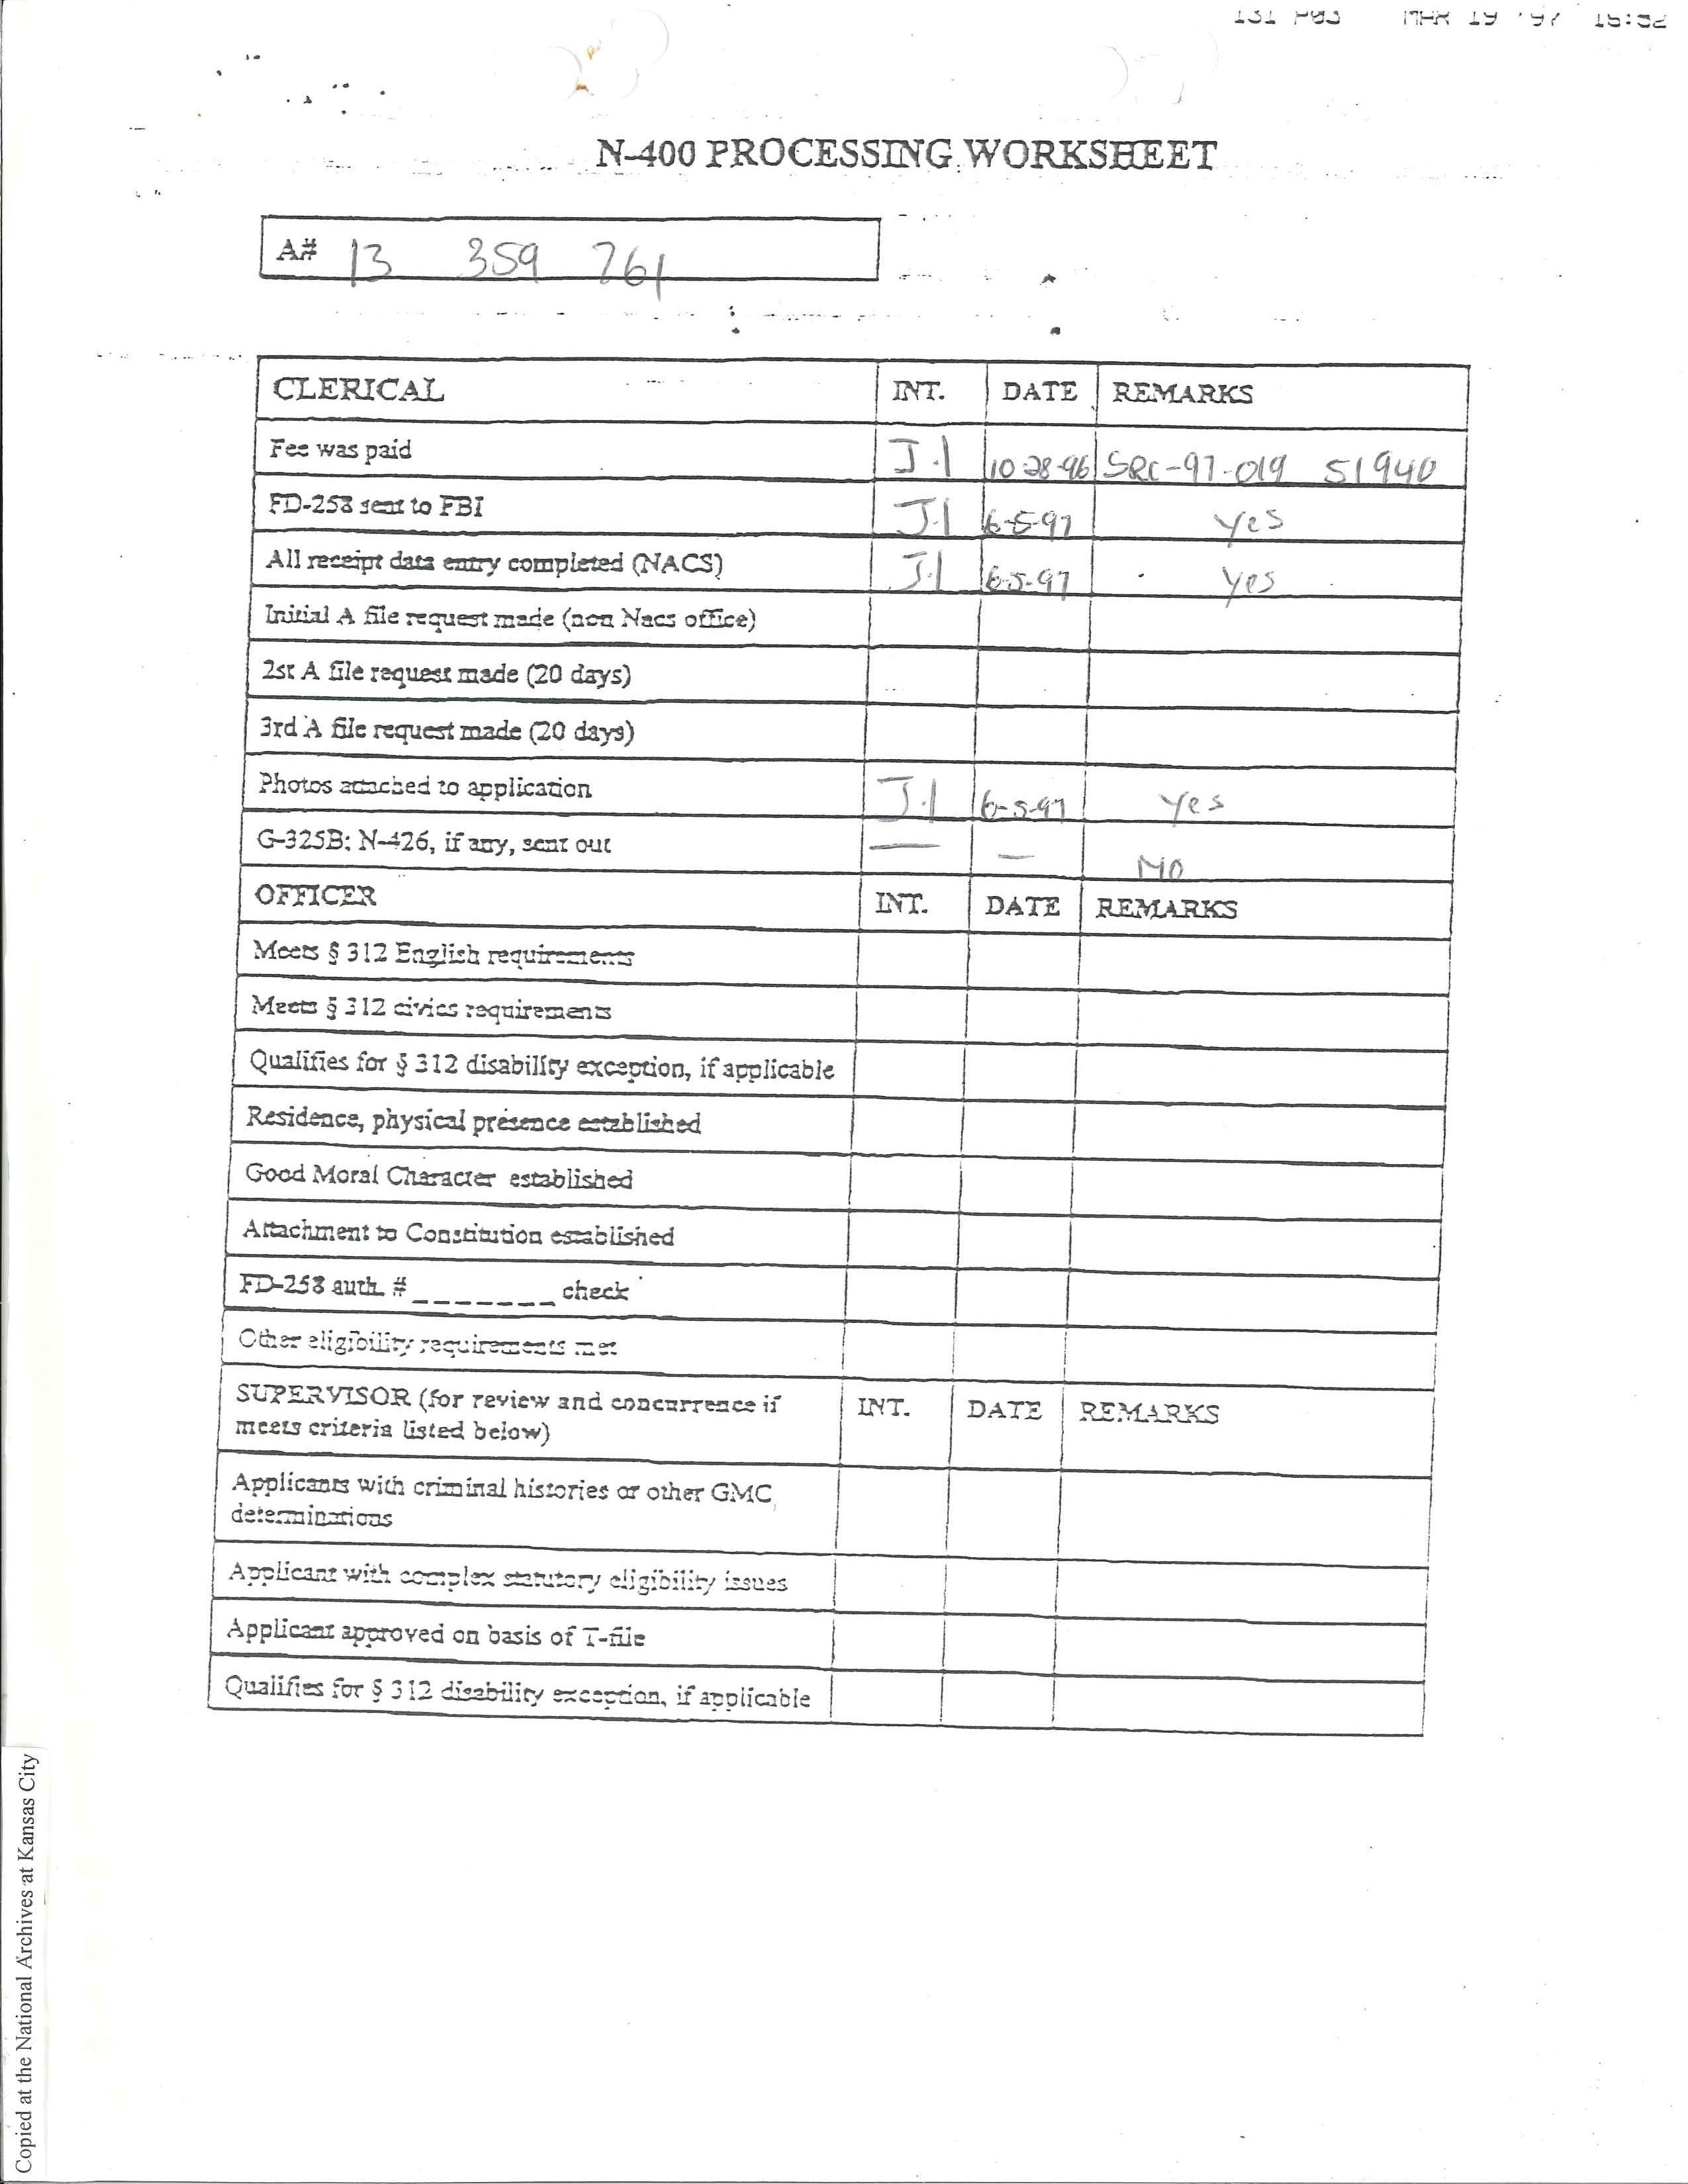 MAR 19 '97
N-400 PROCESSING WORKSHEET
A# 13 359 761
CLERICAL INT. DATE REMARKS
Fee was paid J.I 10-28-96 SRC-97-019 51940
FD-258 sent to FBI J.I 6-5-97 yes
All receipt data entry completed (NACS) J.I 6-5-97 yes
Initial A file request made (non Nacs office)
2st A file request made (20 days)
3rd A file request made (20 days)
Photos attached to application J.I 6-5-97 yes
G-325B; N-426, if any, sent out — — NO
OFFICER INT. DATE REMARKS
Meets § 312 English requirements
Meets § 312 civics requirements
Qualifies for § 312 disability exception, if applicable
Residence, physical presence established
Good Moral Character established
Attachment to Constitution established
FD-258 auth. # _______ check
Other eligibility requirements met
SUPERVISOR (for review and concurrence if INT. DATE REMARKS
meets criteria listed below)
Applicants with criminal histories or other GMC
determinations
Applicant with complex statutory eligibility issues
Applicant approved on basis of T-file
Qualifies for § 312 disability exception, if applicable
Copied at the National Archives at Kansas City